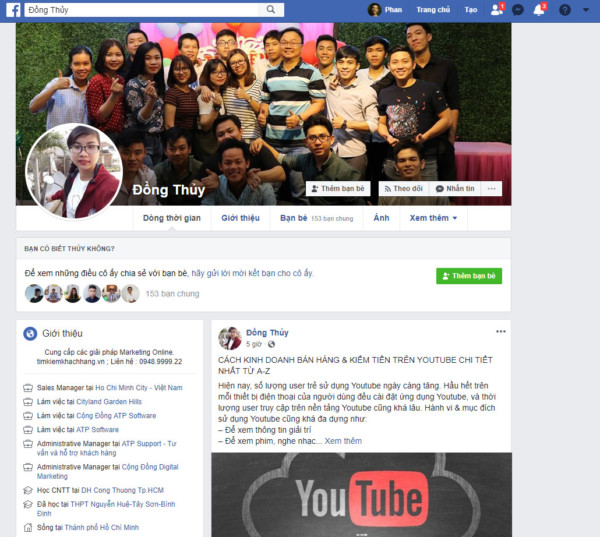 Đồng Thủy
Phan Trang chủ Tạo 1 3
Đồng Thủy
Thêm bạn bè Theo dõi Nhắn tin ...
Dòng thời gian Giới thiệu Bạn bè 153 bạn chung Ảnh Xem thêm
BẠN CÓ BIẾT THỦY KHÔNG?
Để xem những điều cô ấy chia sẻ với bạn bè, hãy gửi lời mời kết bạn cho cô ấy.
Thêm bạn bè
153 bạn chung
Giới thiệu
Cung cấp các giải pháp Marketing Online.
timkiemkhachhang.vn ; Liên hệ : 0948.9999.22
Sales Manager tại Ho Chi Minh City - Việt Nam
Làm việc tại Cityland Garden Hills
Làm việc tại Cộng Đồng ATP Software
Làm việc tại ATP Software
Administrative Manager tại ATP Support - Tư
vấn và hỗ trợ khách hàng
Administrative Manager tại Cộng Đồng Digital
Marketing
Học CNTT tại DH Cong Thuong Tp.HCM
Đã học tại THPT Nguyễn Huệ-Tây Sơn-Bình
Định
Sống tại Thành phố Hồ Chí Minh
Đồng Thủy
5 giờ
CÁCH KINH DOANH BÁN HÀNG & KIẾM TIỀN TRÊN YOUTUBE CHI TIẾT
NHẤT TỪ A-Z
Hiện nay, số lượng user trẻ sử dụng Youtube ngày càng tăng. Hầu hết trên
mỗi thiết bị điện thoại của người dùng đều cài đặt ứng dụng Youtube, và thời
lượng user truy cập trên nền tảng Youtube cũng khá lâu. Hành vi & mục đích
sử dụng Youtube cũng khá đa dựng như:
– Để xem thông tin giải trí
– Để xem phim, nghe nhạc... Xem thêm
YouTube